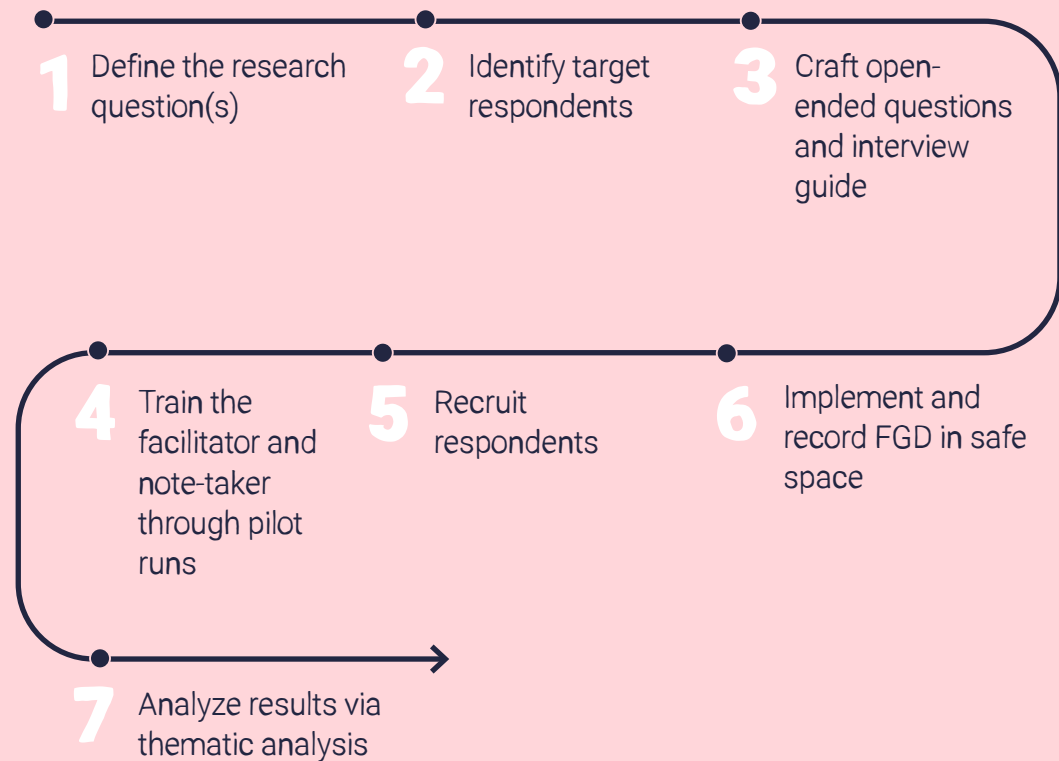 1 Define the research
question(s)
2 Identify target
respondents
3 Craft open-
ended questions
and interview
guide
4 Train the
facilitator and
note-taker
through pilot
runs
5 Recruit
respondents
6 Implement and
record FGD in safe
space
7 Analyze results via
thematic analysis